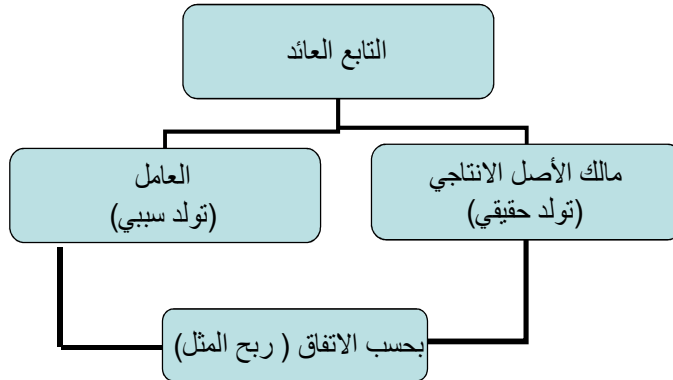 التابع العائد
مالك الأصل الانتاجي
(تولد حقيقي)
العامل
(تولد سببي)
بحسب الاتفاق ( ربح المثل)